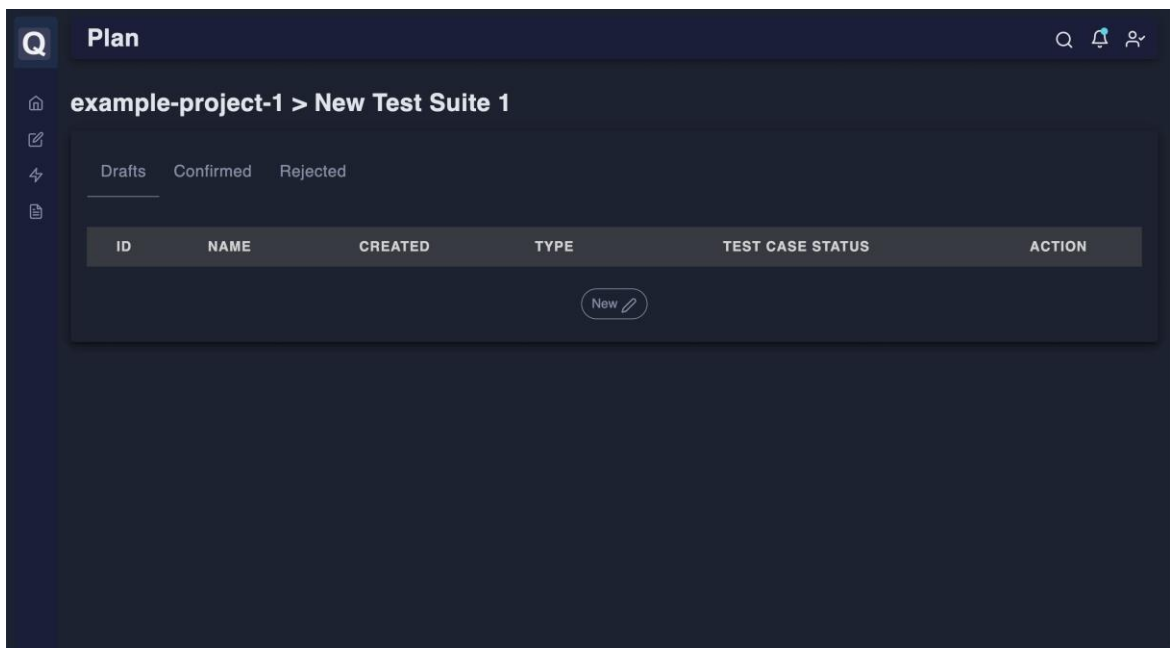 Q
Plan
example-project-1 > New Test Suite 1
Drafts Confirmed Rejected
ID NAME CREATED TYPE TEST CASE STATUS ACTION
New